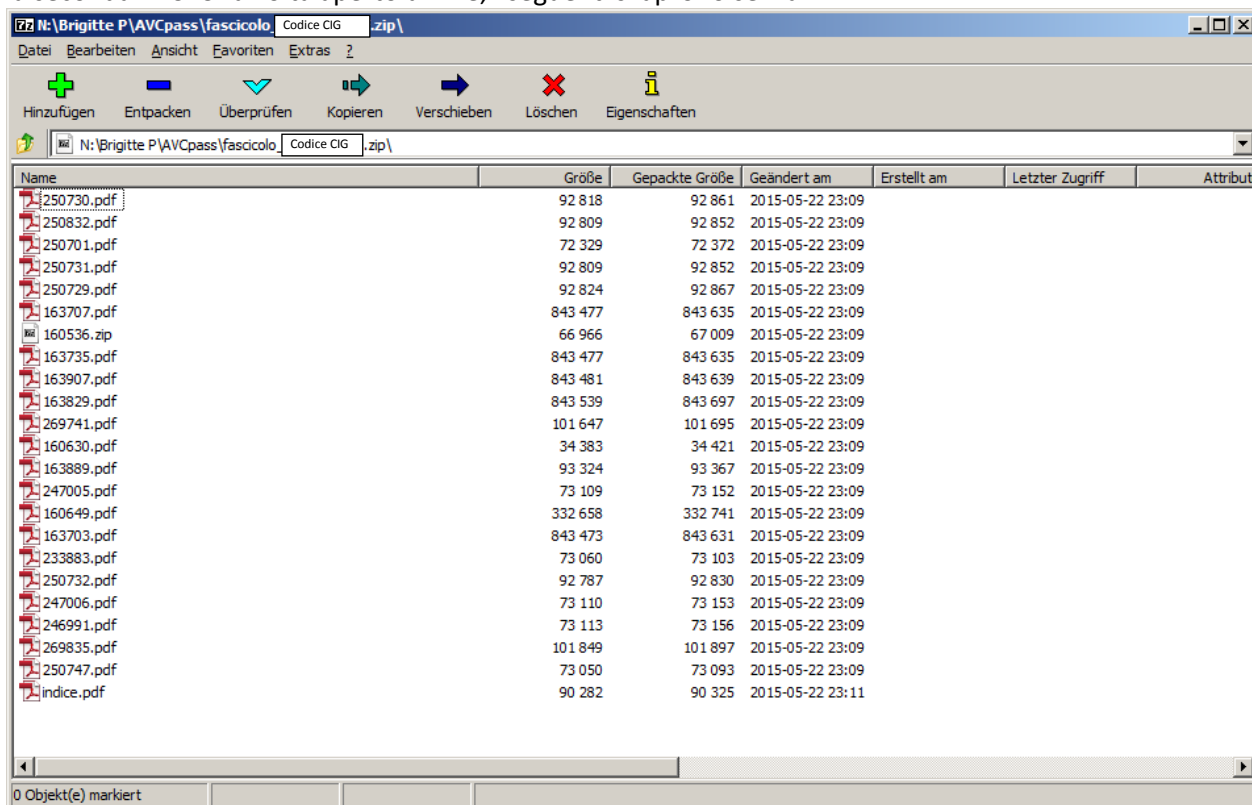 N:\Brigitte P\AVCpass\fascicolo_ Codice CIG .zip\
Datei Bearbeiten Ansicht Favoriten Extras ?
Hinzufügen Entpacken Überprüfen Kopieren Verschieben Löschen Eigenschaften
N:\Brigitte P\AVCpass\fascicolo_ Codice CIG .zip\
Name Größe Gepackte Größe Geändert am Erstellt am Letzter Zugriff Attribut
250730.pdf 92 818 92 861 2015-05-22 23:09
250832.pdf 92 809 92 852 2015-05-22 23:09
250701.pdf 72 329 72 372 2015-05-22 23:09
250731.pdf 92 809 92 852 2015-05-22 23:09
250729.pdf 92 824 92 867 2015-05-22 23:09
163707.pdf 843 477 843 635 2015-05-22 23:09
160536.zip 66 966 67 009 2015-05-22 23:09
163735.pdf 843 477 843 635 2015-05-22 23:09
163907.pdf 843 481 843 639 2015-05-22 23:09
163829.pdf 843 539 843 697 2015-05-22 23:09
269741.pdf 101 647 101 695 2015-05-22 23:09
160630.pdf 34 383 34 421 2015-05-22 23:09
163889.pdf 93 324 93 367 2015-05-22 23:09
247005.pdf 73 109 73 152 2015-05-22 23:09
160649.pdf 332 658 332 741 2015-05-22 23:09
163703.pdf 843 473 843 631 2015-05-22 23:09
233883.pdf 73 060 73 103 2015-05-22 23:09
250732.pdf 92 787 92 830 2015-05-22 23:09
247006.pdf 73 110 73 153 2015-05-22 23:09
246991.pdf 73 113 73 156 2015-05-22 23:09
269835.pdf 101 849 101 897 2015-05-22 23:09
250747.pdf 73 050 73 093 2015-05-22 23:09
indice.pdf 90 282 90 325 2015-05-22 23:11
0 Objekt(e) markiert